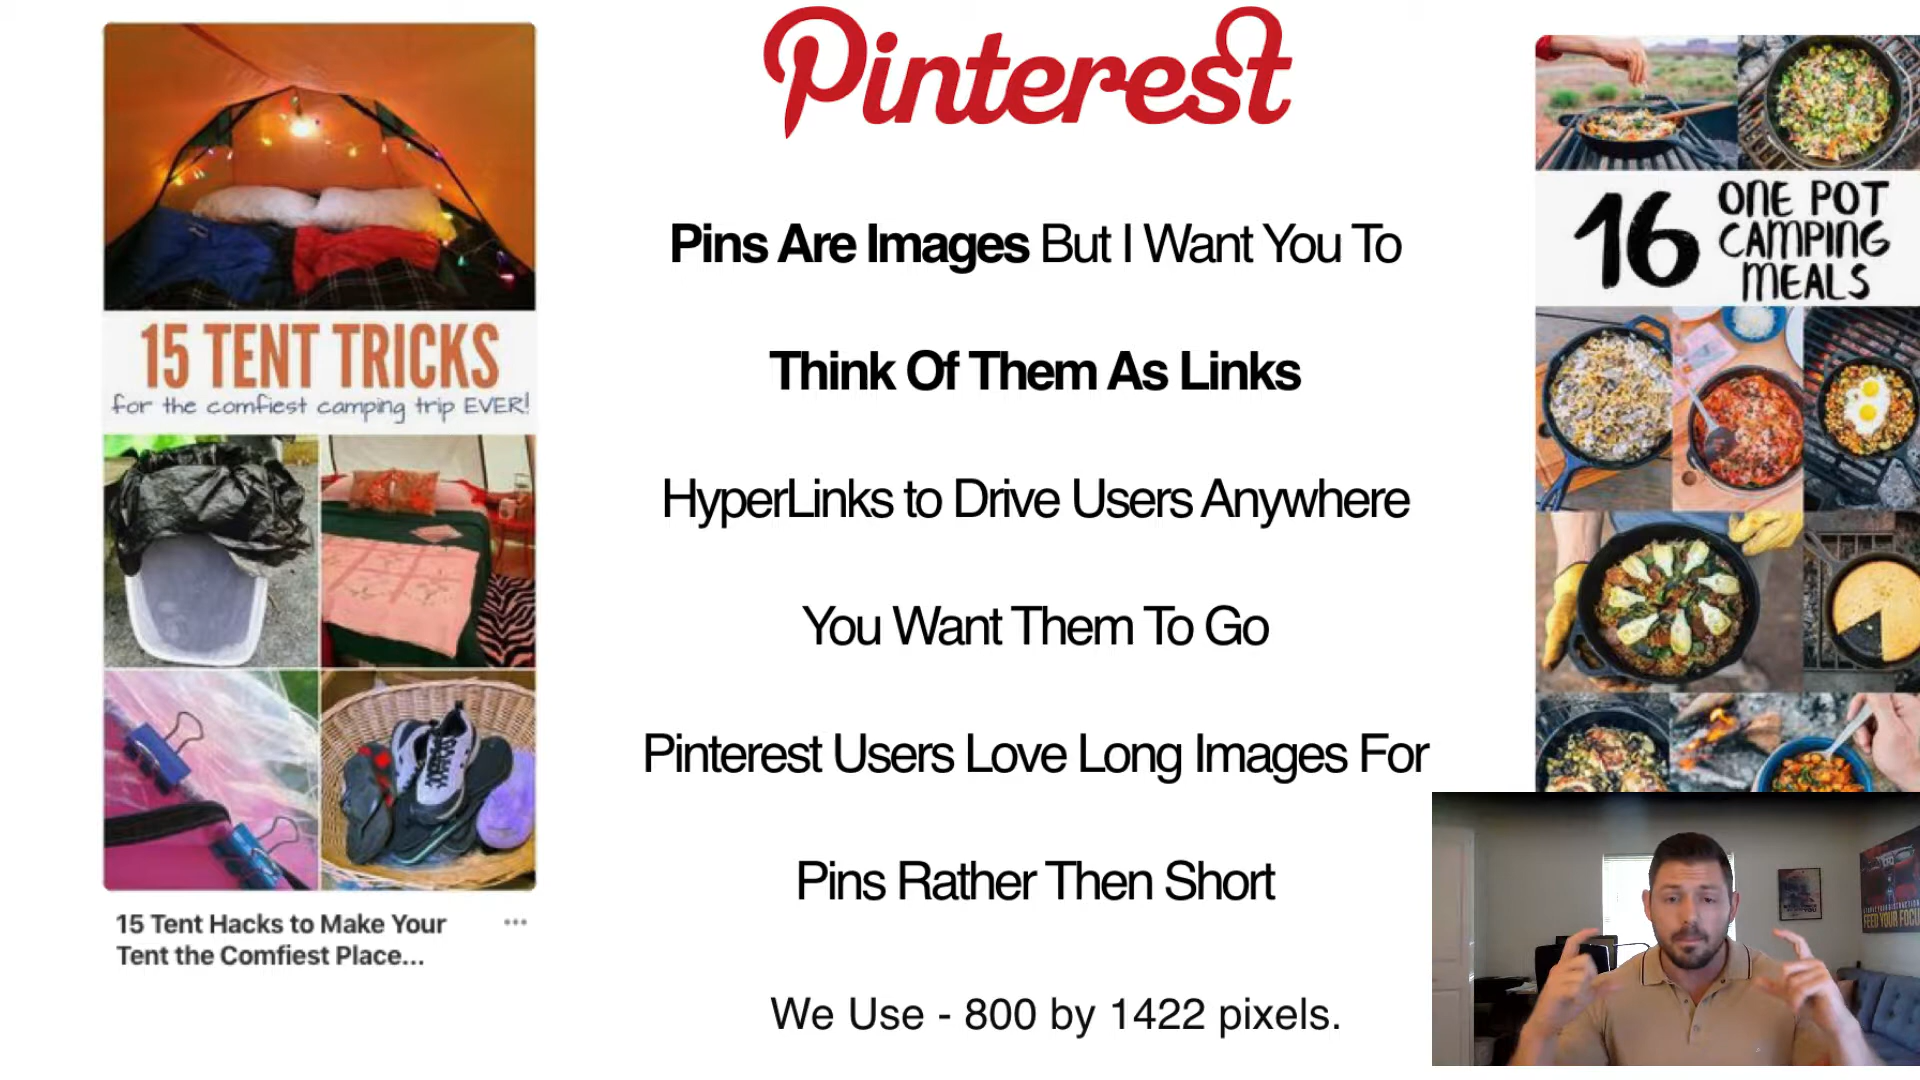 Pinterest
Pins Are Images But I Want You To
Think Of Them As Links
HyperLinks to Drive Users Anywhere
You Want Them To Go
Pinterest Users Love Long Images For
Pins Rather Then Short
We Use - 800 by 1422 pixels.
15 TENT TRICKS
for the comfiest camping trip EVER!
15 Tent Hacks to Make Your
Tent the Comfiest Place...
16 ONE POT
CAMPING
MEALS
FEED YOUR FOCU